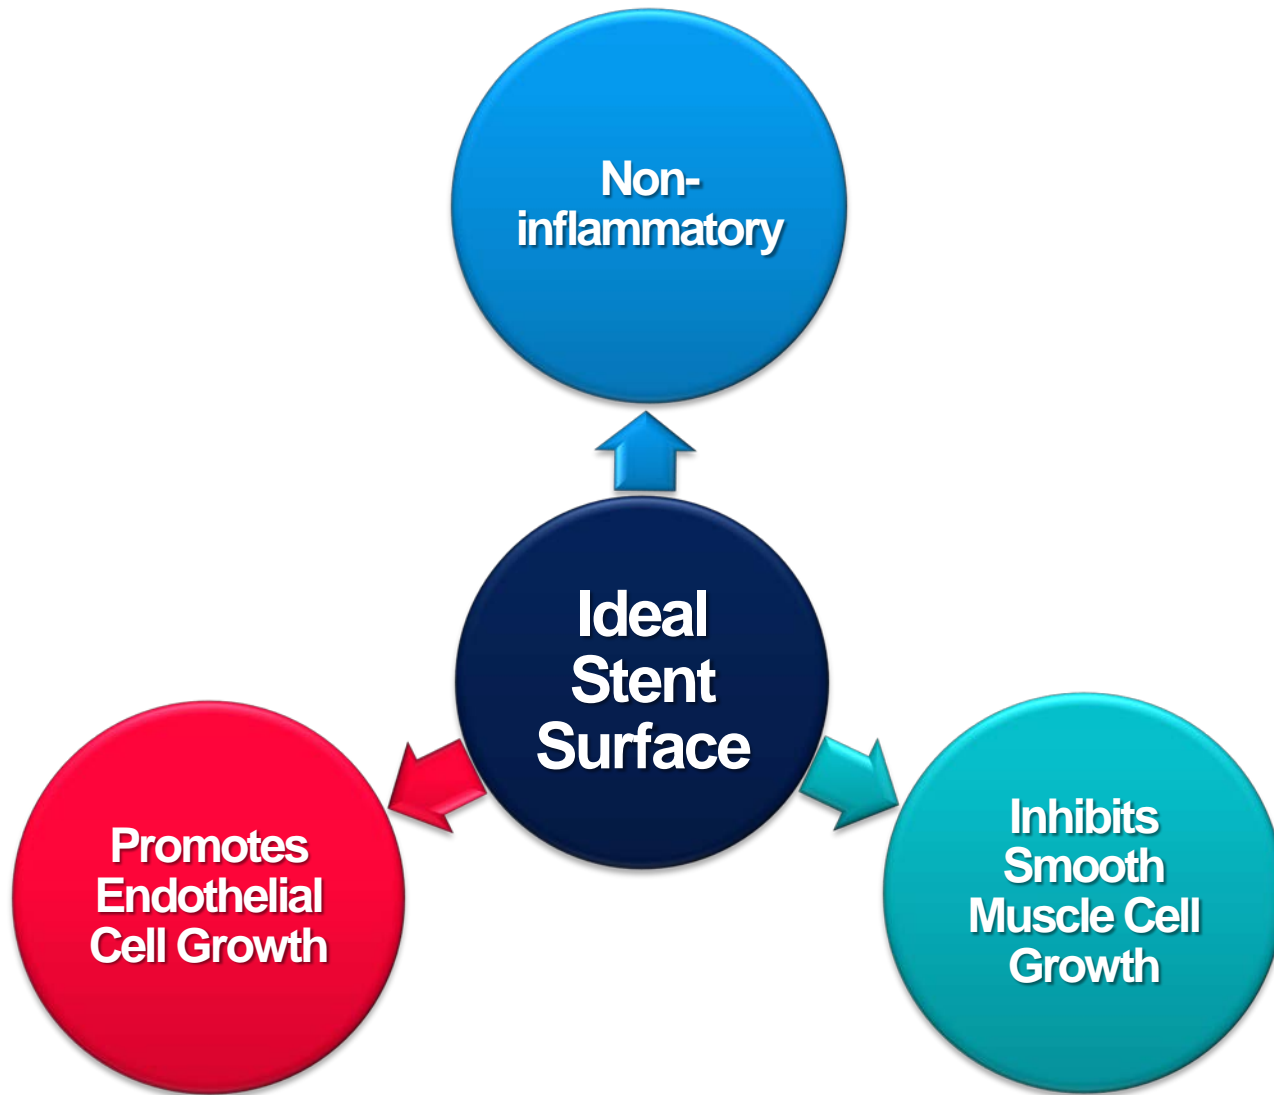 Non-
inflammatory
Ideal
Stent
Surface
Promotes
Endothelial
Cell Growth
Inhibits
Smooth
Muscle Cell
Growth